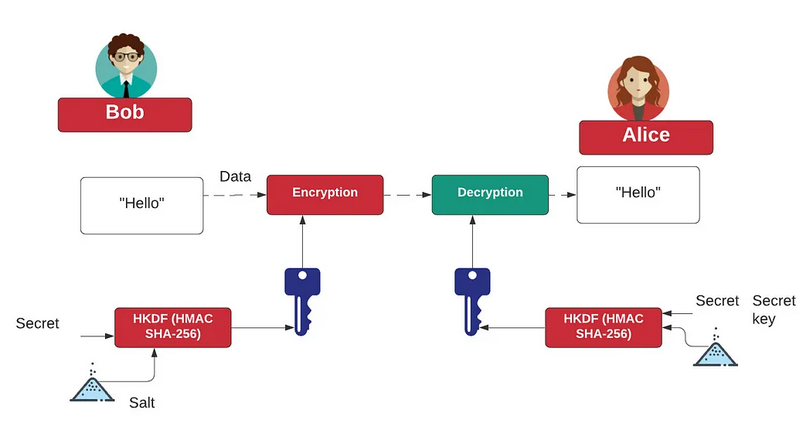 Bob
Alice
"Hello"
Data
Encryption
Decryption
"Hello"
Secret
HKDF (HMAC
SHA-256)
Salt
HKDF (HMAC
SHA-256)
Secret
Secret
key